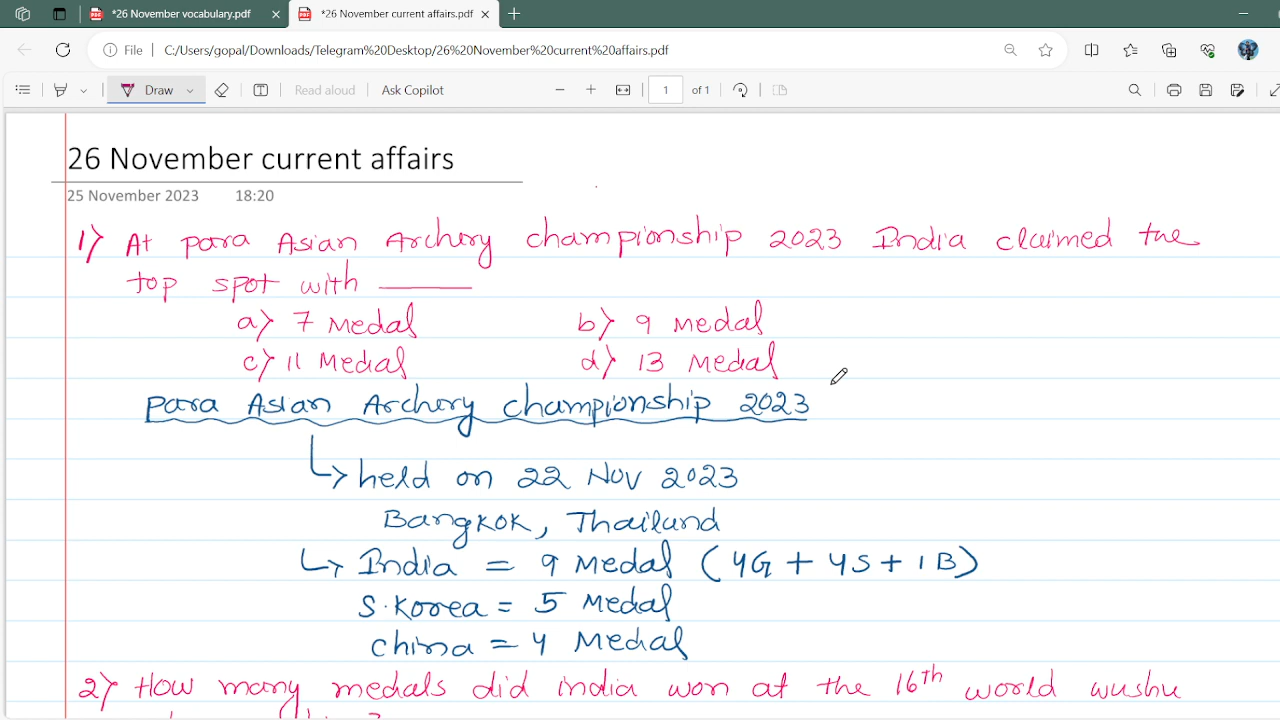 *26 November vocabulary.pdf
*26 November current affairs.pdf
File C:/Users/gopal/Downloads/Telegram%20Desktop/26%20November%20current%20affairs.pdf
Draw Read aloud Ask Copilot 1 of 1
26 November current affairs
25 November 2023 18:20
1) At para Asian Archery championship 2023 India claimed the
top spot with ______
a) 7 Medal b) 9 Medal
c) 11 Medal d) 13 Medal
para Asian Archery championship 2023
held on 22 Nov 2023
Bangkok, Thailand
India = 9 Medal (4G + 4S + 1B)
S.Korea = 5 Medal
china = 4 Medal
2) How many medals did india won at the 16th world wushu